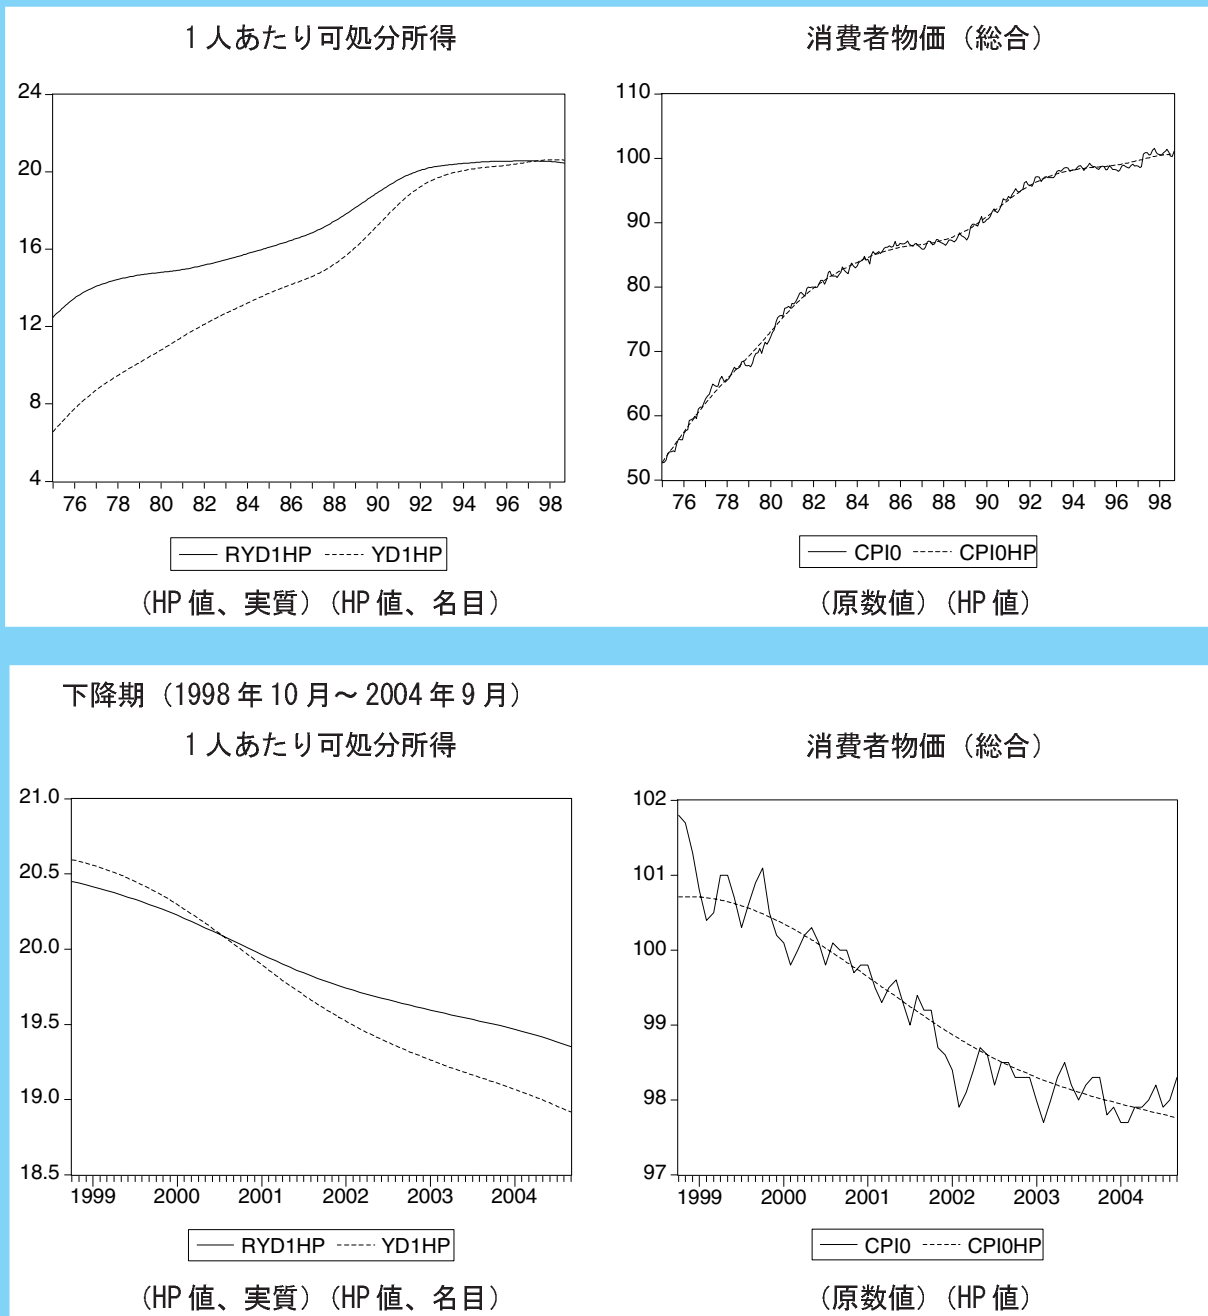 1人あたり可処分所得
24
20
16
12
8
4
76 78 80 82 84 86 88 90 92 94 96 98
RYD1HP YD1HP
(HP値、実質)(HP値、名目)
消費者物価(総合)
110
100
90
80
70
60
50
76 78 80 82 84 86 88 90 92 94 96 98
CPI0 CPI0HP
(原数値)(HP値)
下降期(1998年10月~2004年9月)
1人あたり可処分所得
21.0
20.5
20.0
19.5
19.0
18.5
1999 2000 2001 2002 2003 2004
RYD1HP YD1HP
(HP値、実質)(HP値、名目)
消費者物価(総合)
102
101
100
99
98
97
1999 2000 2001 2002 2003 2004
CPI0 CPI0HP
(原数値)(HP値)